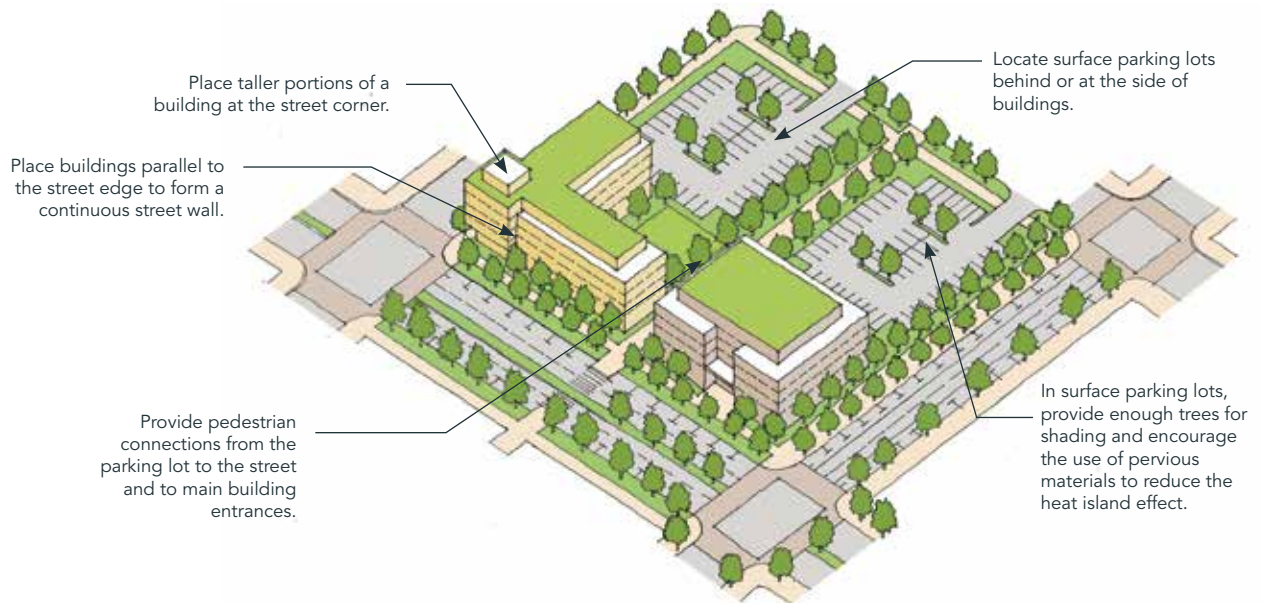 Place taller portions of a
building at the street corner.
Place buildings parallel to
the street edge to form a
continuous street wall.
Provide pedestrian
connections from the
parking lot to the street
and to main building
entrances.
Locate surface parking lots
behind or at the side of
buildings.
In surface parking lots,
provide enough trees for
shading and encourage
the use of pervious
materials to reduce the
heat island effect.